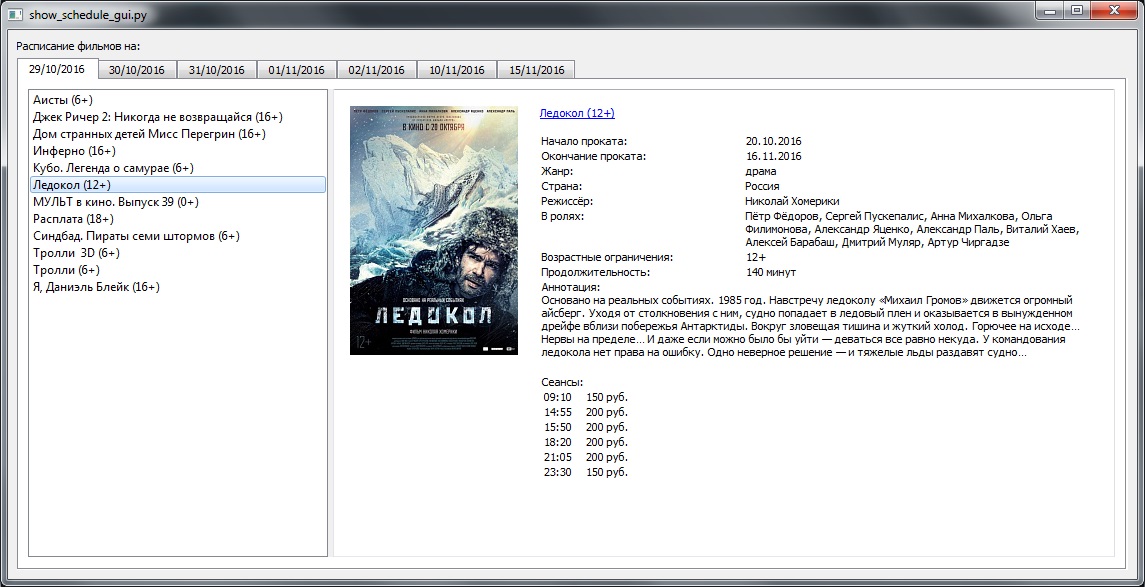 show_schedule_gui.py
Расписание фильмов на:
29/10/2016 30/10/2016 31/10/2016 01/11/2016 02/11/2016 10/11/2016 15/11/2016
Аисты (6+)
Джек Ричер 2: Никогда не возвращайся (16+)
Дом странных детей Мисс Перегрин (16+)
Инферно (16+)
Кубо. Легенда о самурае (6+)
Ледокол (12+)
МУЛЬТ в кино. Выпуск 39 (0+)
Расплата (18+)
Синдбад. Пираты семи штормов (6+)
Тролли  3D (6+)
Тролли (6+)
Я, Даниэль Блейк (16+)
В КИНО С 20 ОКТЯБРЯ
ОСНОВАНО НА РЕАЛЬНЫХ СОБЫТИЯХ
ЛЕДОКОЛ
ФИЛЬМ НИКОЛАЯ ХОМЕРИКИ
12+
Ледокол (12+)
Начало проката: 20.10.2016
Окончание проката: 16.11.2016
Жанр: драма
Страна: Россия
Режиссёр: Николай Хомерики
В ролях: Пётр Фёдоров, Сергей Пускепалис, Анна Михалкова, Ольга
Филимонова, Александр Яценко, Александр Паль, Виталий Хаев,
Алексей Барабаш, Дмитрий Муляр, Артур Чиргадзе
Возрастные ограничения: 12+
Продолжительность: 140 минут
Аннотация:
Основано на реальных событиях. 1985 год. Навстречу ледоколу «Михаил Громов» движется огромный
айсберг. Уходя от столкновения с ним, судно попадает в ледовый плен и оказывается в вынужденном
дрейфе вблизи побережья Антарктиды. Вокруг зловещая тишина и жуткий холод. Горючее на исходе…
Нервы на пределе… И даже если можно было бы уйти — деваться все равно некуда. У командования
ледокола нет права на ошибку. Одно неверное решение — и тяжелые льды раздавят судно…
Сеансы:
09:10 150 руб.
14:55 200 руб.
15:50 200 руб.
18:20 200 руб.
21:05 200 руб.
23:30 150 руб.